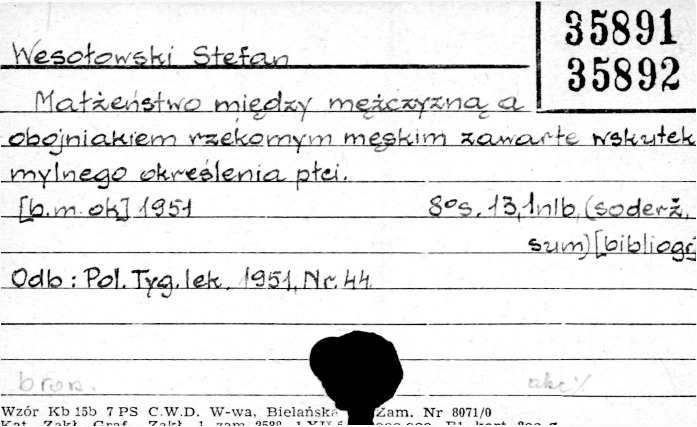 35891
35892
Wesołowski Stefan
Małżeństwo między mężczyzną a
obojniakiem rzekomym męskim zawarte wskutek
mylnego określenia płci.
[b.m. ok] 1951 8° s. 13, 1nlb, (soderž,
sum) [bibliogr]
Odb: Pol. Tyg. lek. 1951, Nr. 44
bros.
Wzór Kb 15b 7 PS C.W.D. W-wa, Bielańska Zam. Nr 8071/0